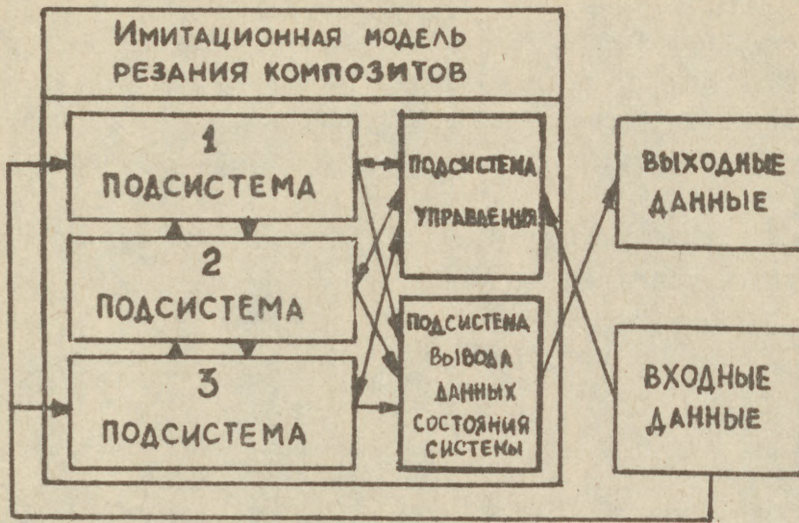 Имитационная модель
резания композитов
1
подсистема
2
подсистема
3
подсистема
подсистема
управления
подсистема
вывода
данных
состояния
системы
выходные
данные
входные
данные